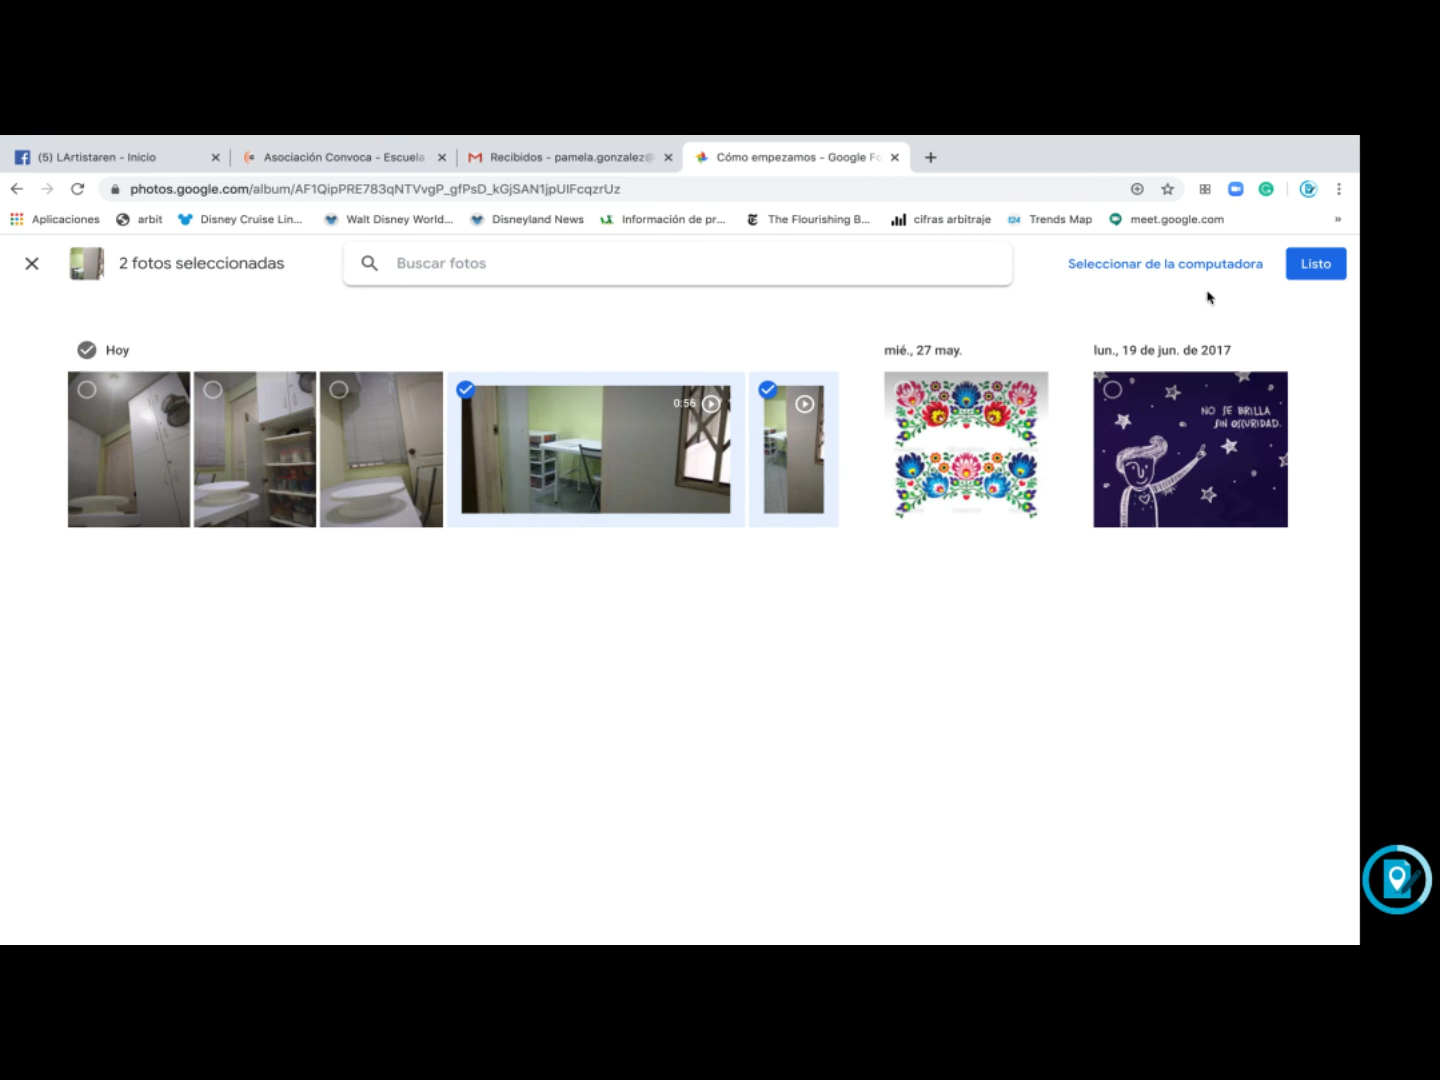 (5) LArtistaren - Inicio
Asociación Convoca - Escuela
Recibidos - pamela.gonzalez@
Cómo empezamos - Google Fo
photos.google.com/album/AF1QipPRE783qNTVvgP_gfPsD_kGjSAN1jpUIFcqzrUz
Aplicaciones
arbit
Disney Cruise Lin...
Walt Disney World...
Disneyland News
Información de pr...
The Flourishing B...
cifras arbitraje
Trends Map
meet.google.com
2 fotos seleccionadas
Buscar fotos
Seleccionar de la computadora
Listo
Hoy
mié., 27 may.
lun., 19 de jun. de 2017
0:56
NO SE BRILLA
SIN OSCURIDAD.